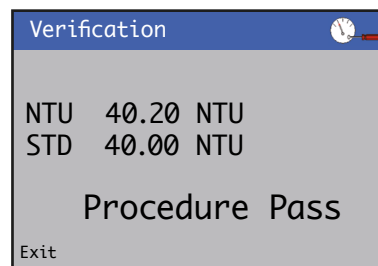 Verification
NTU 40.20 NTU
STD 40.00 NTU
Procedure Pass
Exit